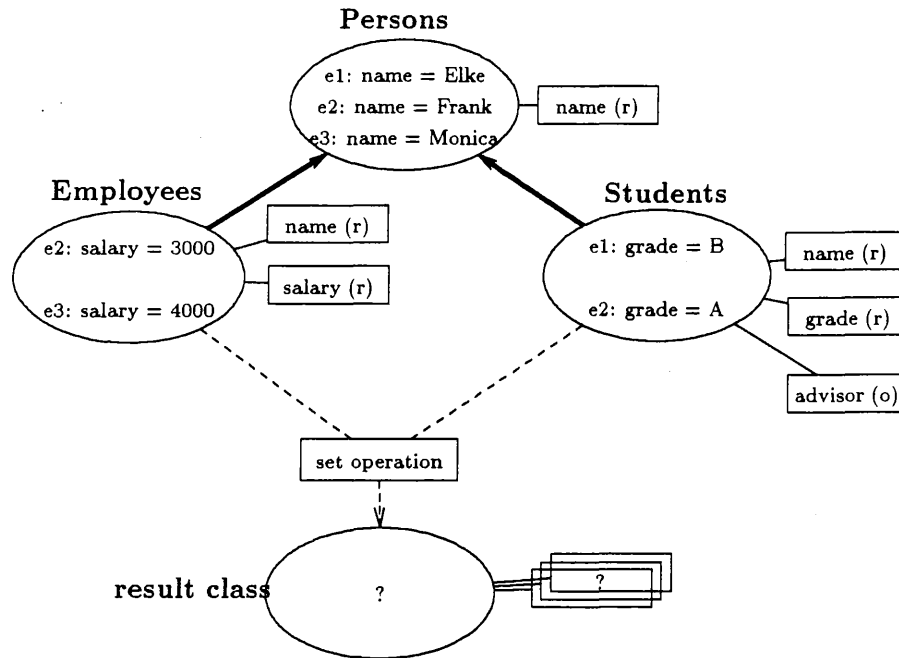 Persons
e1: name = Elke
e2: name = Frank
name (r)
e3: name = Monica
Employees
Students
name (r)
e2: salary = 3000
salary (r)
e3: salary = 4000
e1: grade = B
name (r)
e2: grade = A
grade (r)
advisor (o)
set operation
result class
?
?